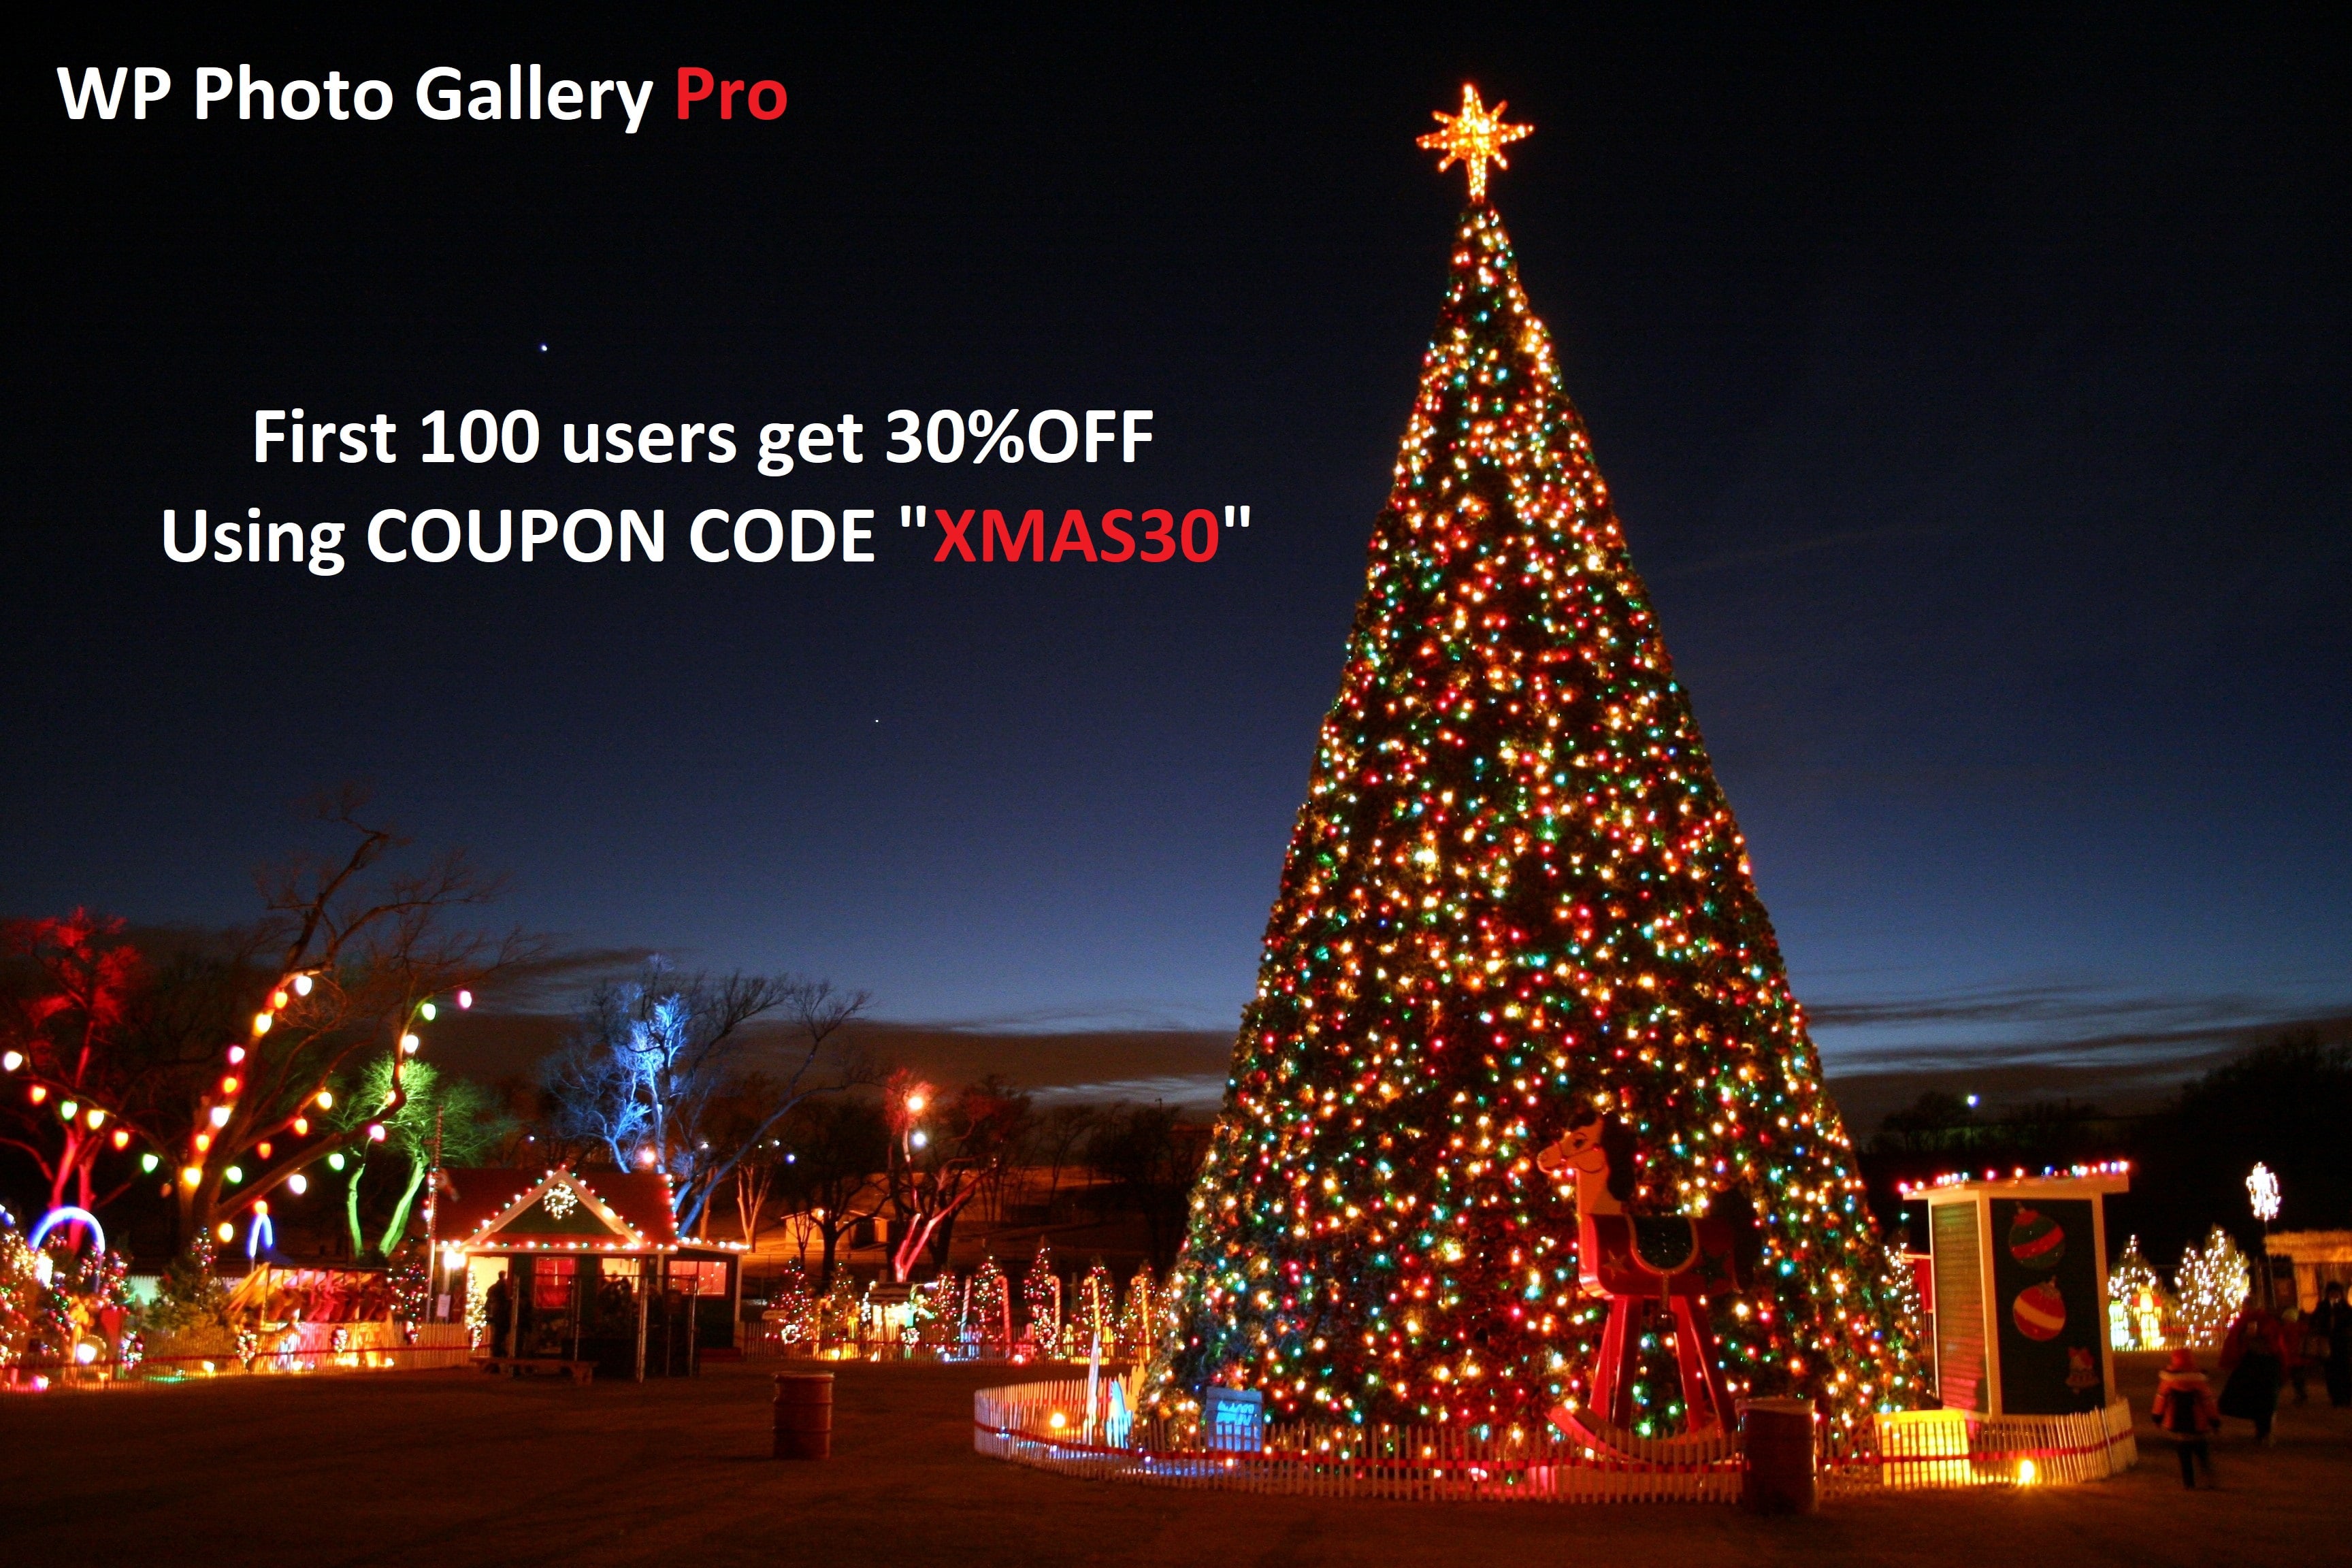 WP Photo Gallery Pro
First 100 users get 30%OFF
Using COUPON CODE "XMAS30"